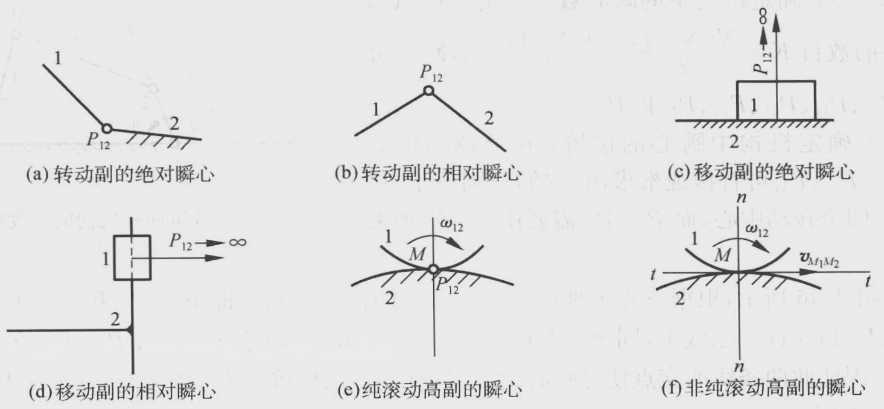 1
P₁₂
2
(a) 转动副的绝对瞬心
P₁₂
1
2
(b) 转动副的相对瞬心
∞
P₁₂
1
2
(c) 移动副的绝对瞬心
P₁₂
∞
1
2
(d) 移动副的相对瞬心
ω₁₂
1
M
P₁₂
2
(e) 纯滚动高副的瞬心
n
ω₁₂
1
M
v_{M₁M₂}
t
t
2
n
(f) 非纯滚动高副的瞬心